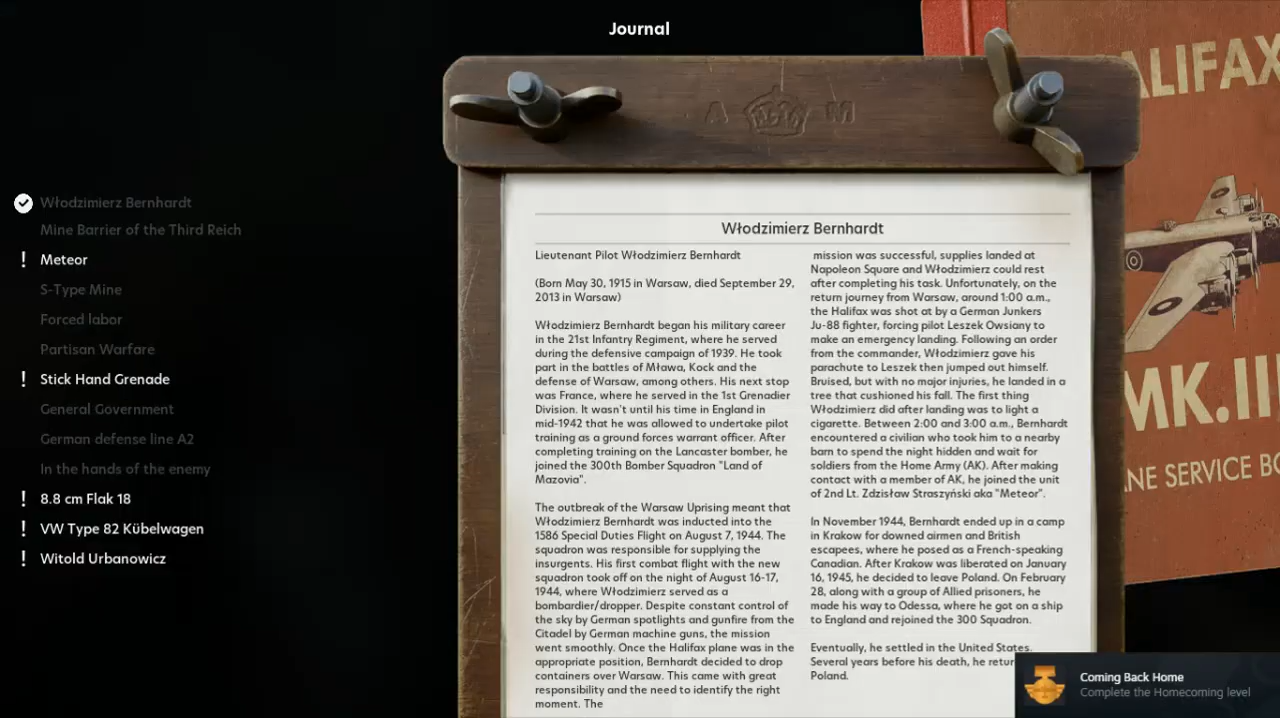 Journal
Włodzimierz Bernhardt
Mine Barrier of the Third Reich
! Meteor
S-Type Mine
Forced labor
Partisan Warfare
! Stick Hand Grenade
General Government
German defense line A2
In the hands of the enemy
! 8.8 cm Flak 18
! VW Type 82 Kübelwagen
! Witold Urbanowicz
A M
Włodzimierz Bernhardt
Lieutenant Pilot Włodzimierz Bernhardt
(Born May 30, 1915 in Warsaw, died September 29,
2013 in Warsaw)
Włodzimierz Bernhardt began his military career
in the 21st Infantry Regiment, where he served
during the defensive campaign of 1939. He took
part in the battles of Mława, Kock and the
defense of Warsaw, among others. His next stop
was France, where he served in the 1st Grenadier
Division. It wasn't until his time in England in
mid-1942 that he was allowed to undertake pilot
training as a ground forces warrant officer. After
completing training on the Lancaster bomber, he
joined the 300th Bomber Squadron "Land of
Mazovia".
The outbreak of the Warsaw Uprising meant that
Włodzimierz Bernhardt was inducted into the
1586 Special Duties Flight on August 7, 1944. The
squadron was responsible for supplying the
insurgents. His first combat flight with the new
squadron took off on the night of August 16-17,
1944, where Włodzimierz served as a
bombardier/dropper. Despite constant control of
the sky by German spotlights and gunfire from the
Citadel by German machine guns, the mission
went smoothly. Once the Halifax plane was in the
appropriate position, Bernhardt decided to drop
containers over Warsaw. This came with great
responsibility and the need to identify the right
moment. The
mission was successful, supplies landed at
Napoleon Square and Włodzimierz could rest
after completing his task. Unfortunately, on the
return journey from Warsaw, around 1:00 a.m.,
the Halifax was shot at by a German Junkers
Ju-88 fighter, forcing pilot Leszek Owsiany to
make an emergency landing. Following an order
from the commander, Włodzimierz gave his
parachute to Leszek then jumped out himself.
Bruised, but with no major injuries, he landed in a
tree that cushioned his fall. The first thing
Włodzimierz did after landing was to light a
cigarette. Between 2:00 and 3:00 a.m., Bernhardt
encountered a civilian who took him to a nearby
barn to spend the night hidden and wait for
soldiers from the Home Army (AK). After making
contact with a member of AK, he joined the unit
of 2nd Lt. Zdzisław Straszyński aka "Meteor".
In November 1944, Bernhardt ended up in a camp
in Krakow for downed airmen and British
escapees, where he posed as a French-speaking
Canadian. After Krakow was liberated on January
16, 1945, he decided to leave Poland. On February
28, along with a group of Allied prisoners, he
made his way to Odessa, where he got on a ship
to England and rejoined the 300 Squadron.
Eventually, he settled in the United States.
Several years before his death, he retur
Poland.
ALIFAX
MK.III
NE SERVICE BO
Coming Back Home
Complete the Homecoming level